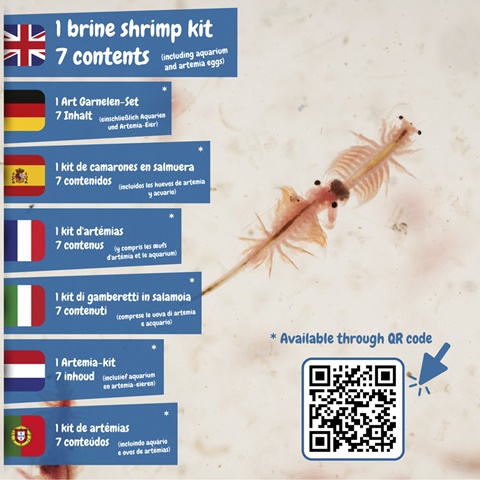 1 brine shrimp kit
7 contents (including aquarium
and artemia eggs)
*
1 Art Garnelen-Set
7 Inhalt (einschließlich Aquarien
und Artemia-Eier)
*
1 kit de camarones en salmuera
7 contenidos (incluidos los huevos de artemia
y acuario)
*
1 kit d'artémias
7 contenus (y compris les œufs
d'artémia et le aquarium)
*
1 kit di gamberetti in salamoia
7 contenuti (comprese le uova di artemia
e acquario)
*
1 Artemia-kit
7 inhoud (inclusief aquarium
en artemia-eieren)
*
1 kit de artémias
7 conteúdos (incluindo aquário
e ovos de artémias)
* Available through QR code